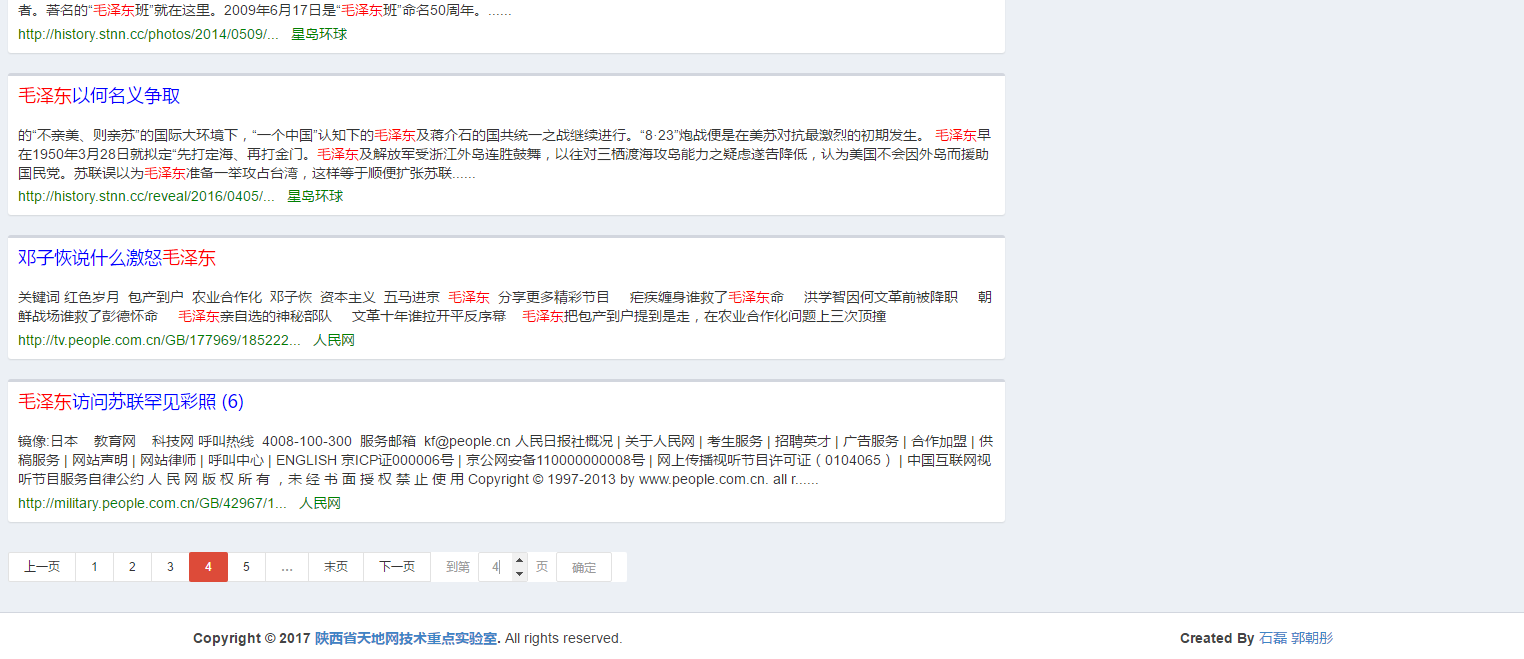 者。著名的“毛泽东班”就在这里。2009年6月17日是“毛泽东班”命名50周年。......
http://history.stnn.cc/photos/2014/0509/... 星岛环球
毛泽东以何名义争取
的“不亲美、则亲苏”的国际大环境下，“一个中国”认知下的毛泽东及蒋介石的国共统一之战继续进行。“8·23”炮战便是在美苏对抗最激烈的初期发生。 毛泽东早
在1950年3月28日就拟定“先打定海、再打金门。毛泽东及解放军受浙江外岛连胜鼓舞，以往对三栖渡海攻岛能力之疑虑遂告降低，认为美国不会因外岛而援助
国民党。苏联误以为毛泽东准备一举攻占台湾，这样等于顺便扩张苏联......
http://history.stnn.cc/reveal/2016/0405/... 星岛环球
邓子恢说什么激怒毛泽东
关键词 红色岁月 包产到户 农业合作化 邓子恢 资本主义 五马进京 毛泽东 分享更多精彩节目 疟疾缠身谁救了毛泽东命 洪学智因何文革前被降职 朝
鲜战场谁救了彭德怀命 毛泽东亲自选的神秘部队 文革十年谁拉开平反序幕 毛泽东把包产到户提到是走，在农业合作化问题上三次顶撞
http://tv.people.com.cn/GB/177969/185222... 人民网
毛泽东访问苏联罕见彩照 (6)
镜像:日本 教育网 科技网 呼叫热线 4008-100-300 服务邮箱 kf@people.cn 人民日报社概况 | 关于人民网 | 考生服务 | 招聘英才 | 广告服务 | 合作加盟 | 供
稿服务 | 网站声明 | 网站律师 | 呼叫中心 | ENGLISH 京ICP证000006号 | 京公网安备110000000008号 | 网上传播视听节目许可证（0104065）| 中国互联网视
听节目服务自律公约 人 民 网 版 权 所 有 ，未 经 书 面 授 权 禁 止 使 用 Copyright © 1997-2013 by www.people.com.cn. all r......
http://military.people.com.cn/GB/42967/1... 人民网
上一页 1 2 3 4 5 … 末页 下一页 到第 4 页 确定
Copyright © 2017 陕西省天地网技术重点实验室. All rights reserved. Created By 石磊 郭朝彤